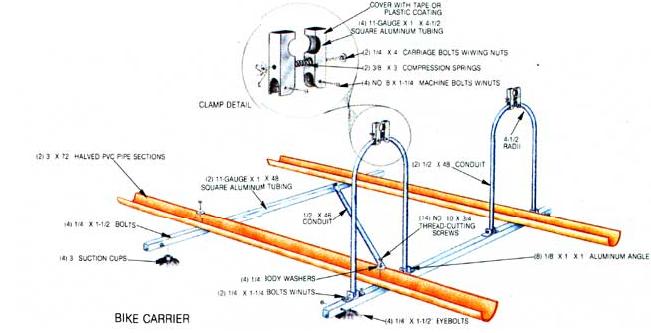 COVER WITH TAPE OR
PLASTIC COATING
(4) 11-GAUGE X 1 X 4-1/2
SQUARE ALUMINUM TUBING
(2) 1/4 X 4 CARRIAGE BOLTS W/WING NUTS
(2) 3/8 X 3 COMPRESSION SPRINGS
(4) NO 8 X 1-1/4 MACHINE BOLTS W/NUTS
CLAMP DETAIL
4-1/2
RADII
(2) 3 X 72 HALVED PVC PIPE SECTIONS
(2) 11-GAUGE X 1 X 48
SQUARE ALUMINUM TUBING
(2) 1/2 X 48 CONDUIT
(4) 1/4 X 1-1/2 BOLTS
1/2 X 46
CONDUIT
(14) NO 10 X 3/4
THREAD-CUTTING
SCREWS
(4) 3 SUCTION CUPS
(8) 1/8 X 1 X 1 ALUMINUM ANGLE
(4) 1/4 BODY WASHERS
(2) 1/4 X 1-1/4 BOLTS W/NUTS
BIKE CARRIER
(4) 1/4 X 1-1/2 EYEBOLTS